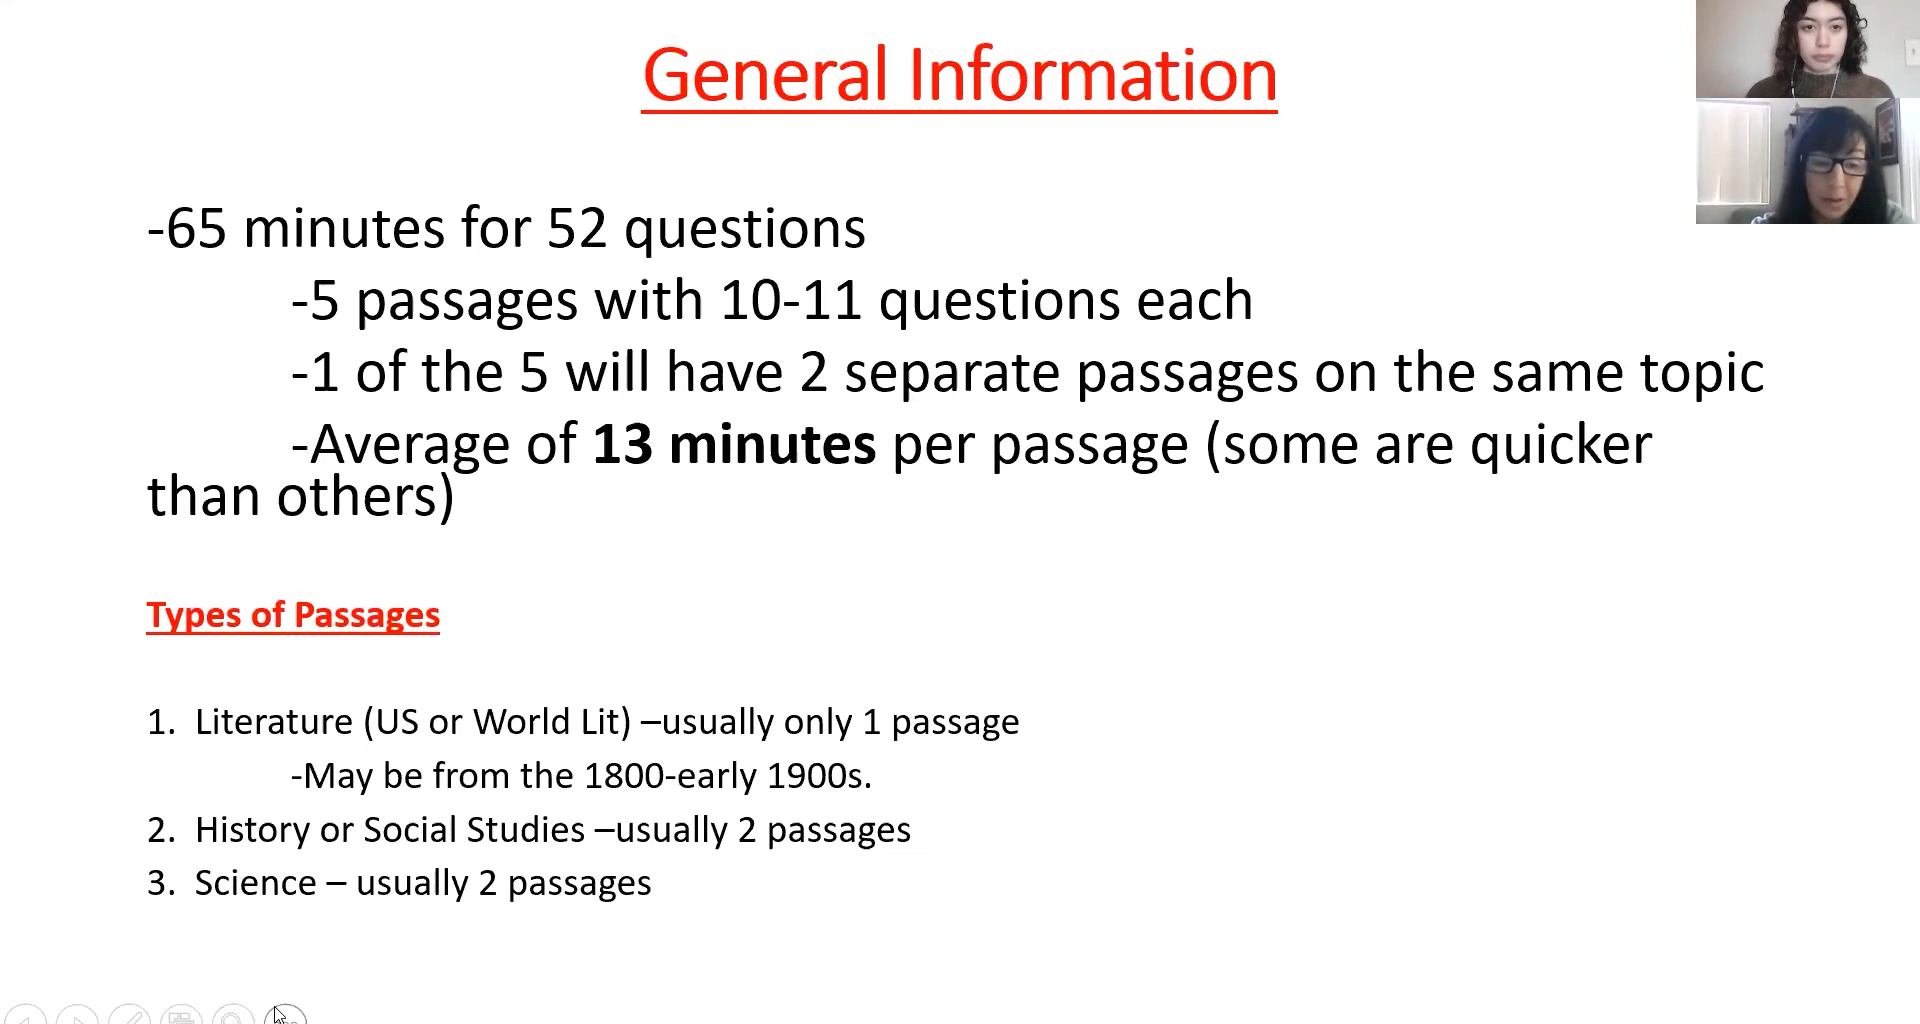 General Information
-65 minutes for 52 questions
-5 passages with 10-11 questions each
-1 of the 5 will have 2 separate passages on the same topic
-Average of 13 minutes per passage (some are quicker
than others)
Types of Passages
1. Literature (US or World Lit) –usually only 1 passage
-May be from the 1800-early 1900s.
2. History or Social Studies –usually 2 passages
3. Science – usually 2 passages